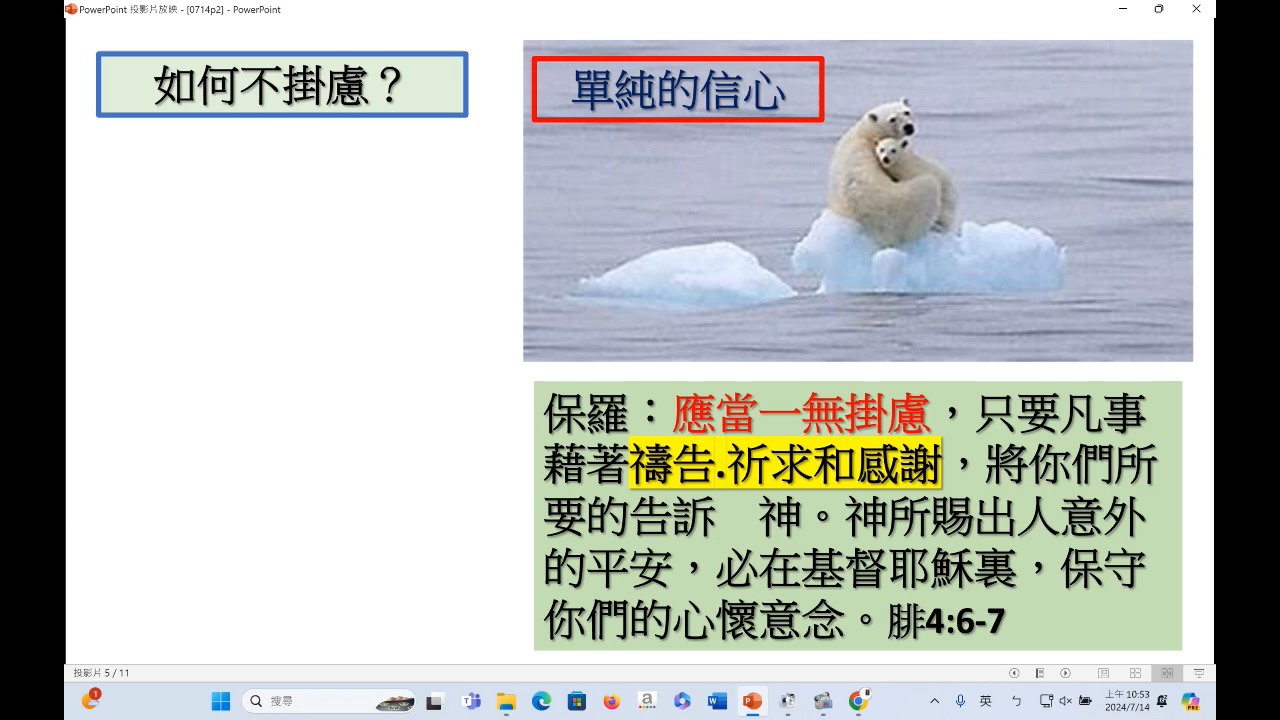 PowerPoint 投影片放映 - [0714p2] - PowerPoint
如何不掛慮？
單純的信心
保羅：應當一無掛慮，只要凡事
藉著禱告.祈求和感謝，將你們所
要的告訴　神。神所賜出人意外
的平安，必在基督耶穌裏，保守
你們的心懷意念。腓4:6-7
投影片 5 / 11
1
搜尋
英
ㄅ
上午 10:53
2024/7/14
PRE